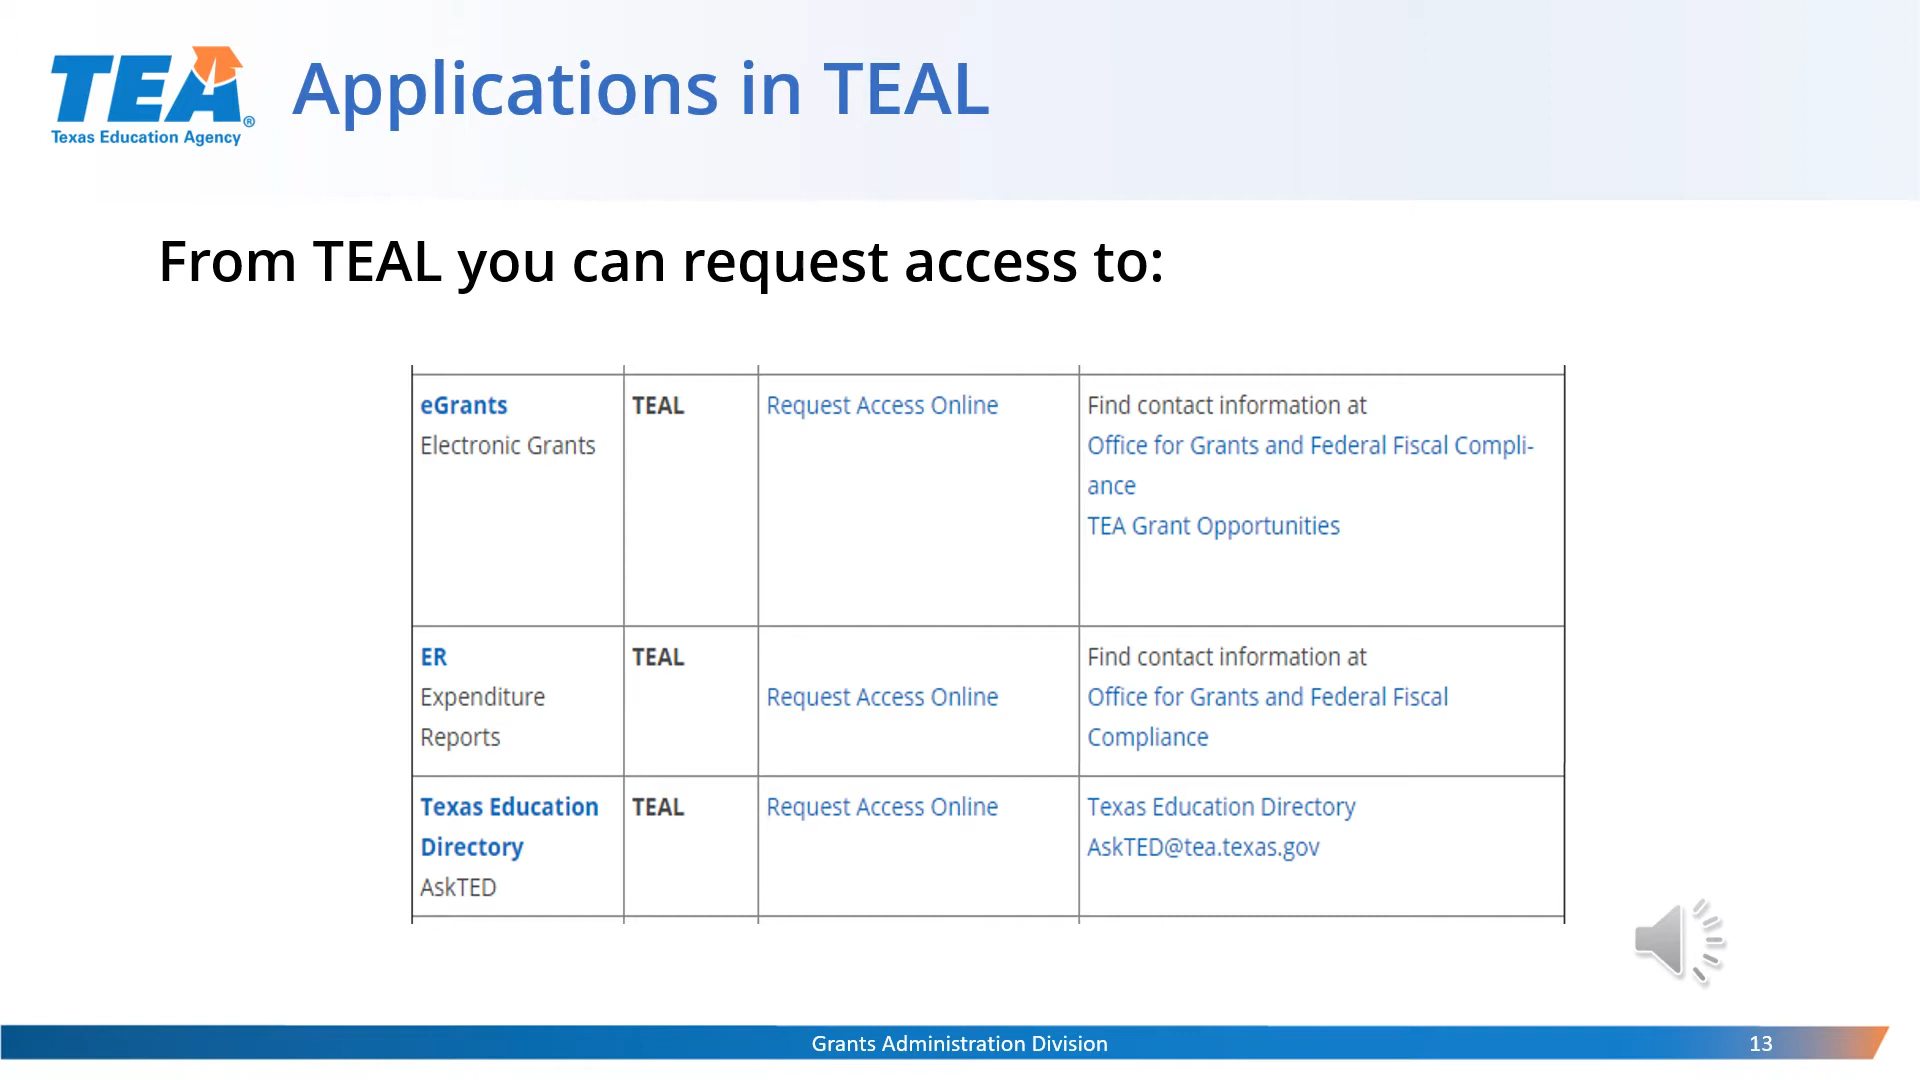 TEA®
Texas Education Agency
Applications in TEAL
From TEAL you can request access to:
eGrants
Electronic Grants
TEAL
Request Access Online
Find contact information at
Office for Grants and Federal Fiscal Compli-
ance
TEA Grant Opportunities
ER
Expenditure
Reports
TEAL
Request Access Online
Find contact information at
Office for Grants and Federal Fiscal
Compliance
Texas Education
Directory
AskTED
TEAL
Request Access Online
Texas Education Directory
AskTED@tea.texas.gov
Grants Administration Division
13